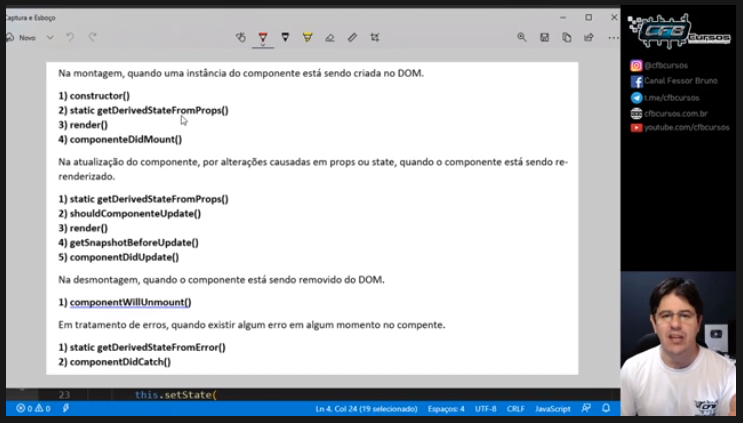 Captura e Esboço
Novo
Na montagem, quando uma instância do componente está sendo criada no DOM.
1) constructor()
2) static getDerivedStateFromProps()
3) render()
4) componenteDidMount()
Na atualização do componente, por alterações causadas em props ou state, quando o componente está sendo re-
renderizado.
1) static getDerivedStateFromProps()
2) shouldComponenteUpdate()
3) render()
4) getSnapshotBeforeUpdate()
5) componentDidUpdate()
Na desmontagem, quando o componente está sendo removido do DOM.
1) componentWillUnmount()
Em tratamento de erros, quando existir algum erro em algum momento no compente.
1) static getDerivedStateFromError()
2) componentDidCatch()
23 this.setState(
0 0 Ln 4, Col 24 (19 selecionado) Espaços: 4 UTF-8 CRLF JavaScript
CFB Cursos
@cfbcursos
Canal Fessor Bruno
t.me/cfbcursos
cfbcursos.com.br
youtube.com/cfbcursos